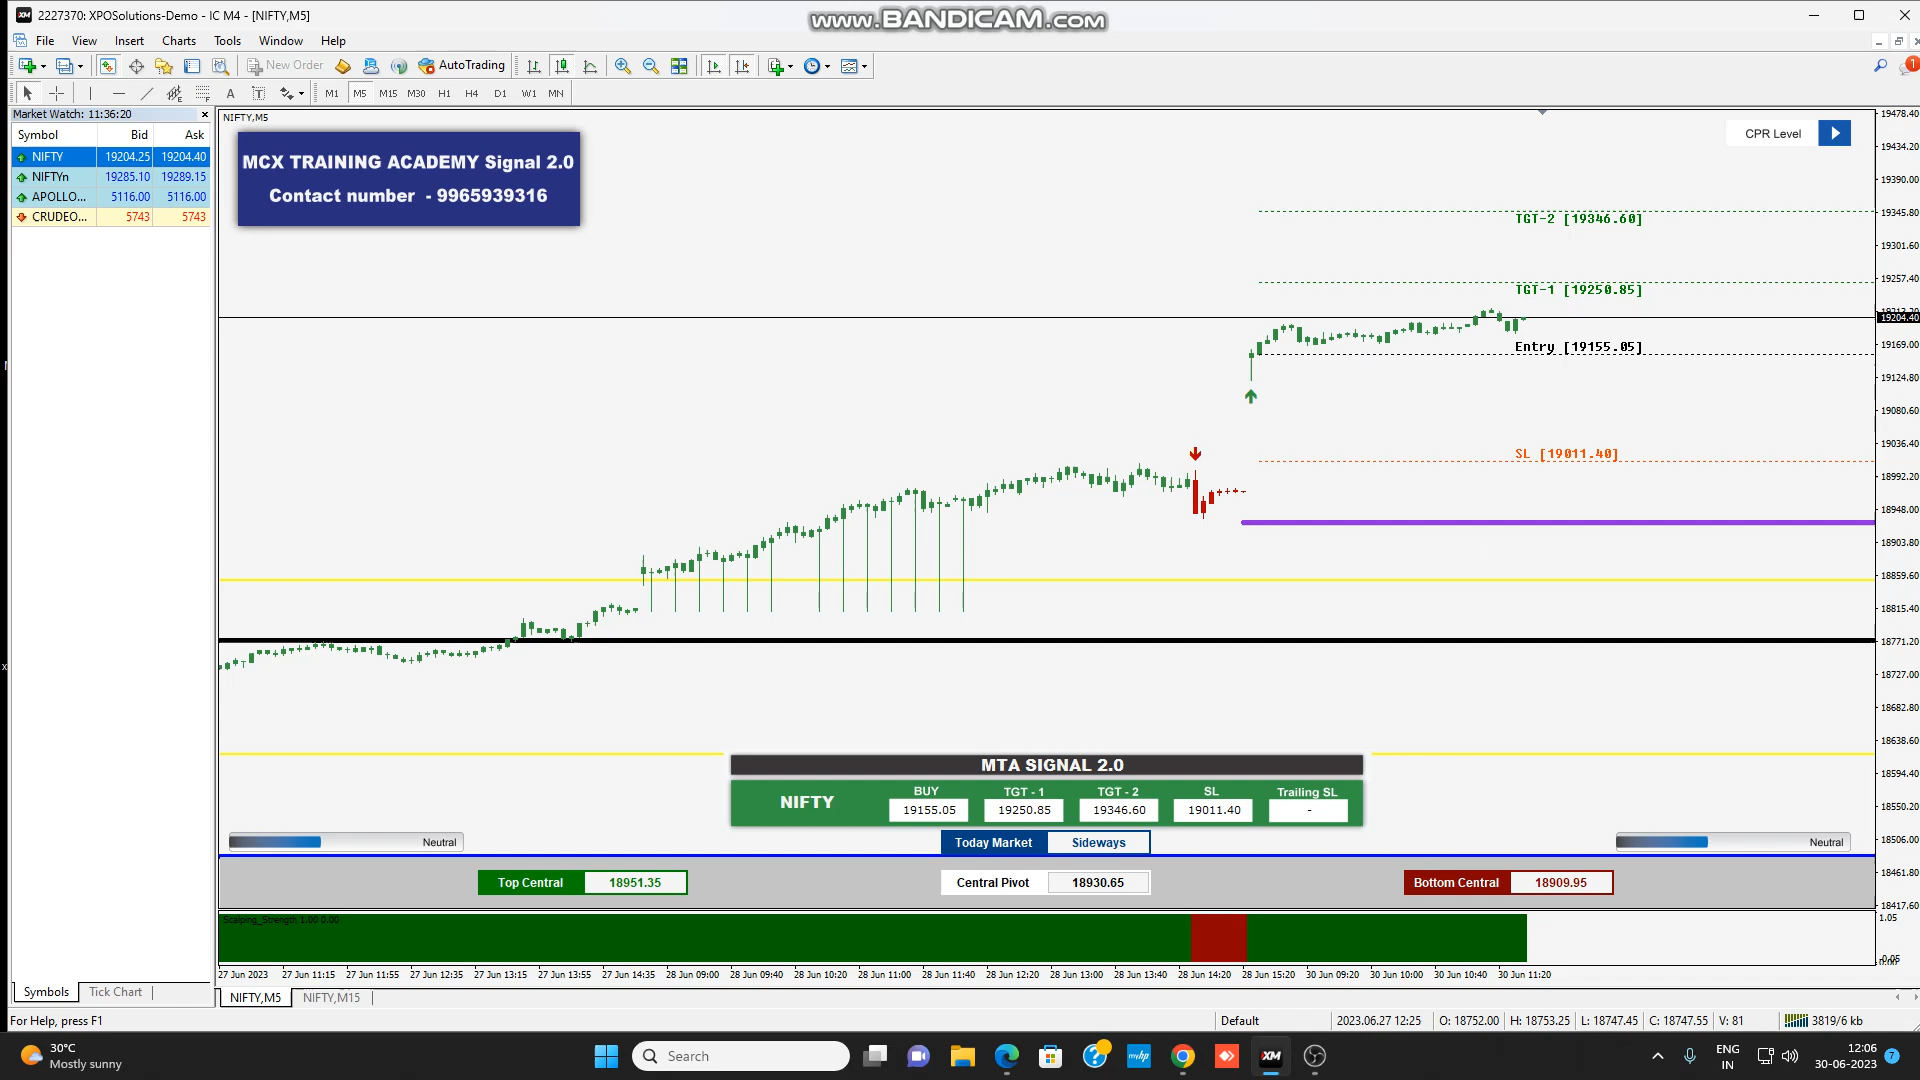 2227370: XPOSolutions-Demo - IC M4 - [NIFTY,M5]
www.BANDICAM.com
File View Insert Charts Tools Window Help
New Order AutoTrading
1
A T M1 M5 M15 M30 H1 H4 D1 W1 MN
Market Watch: 11:36:20
Symbol Bid Ask
NIFTY 19204.25 19204.40
NIFTYn 19285.10 19289.15
APOLLO... 5116.00 5116.00
CRUDEO... 5743 5743
Symbols Tick Chart
NIFTY,M5
MCX TRAINING ACADEMY Signal 2.0
Contact number - 9965939316
CPR Level
TGT-2 [19346.60]
TGT-1 [19250.85]
Entry [19155.05]
SL [19011.40]
19478.40
19434.20
19390.00
19345.80
19301.60
19257.40
19204.40
19169.00
19124.80
19080.60
19036.40
18992.20
18948.00
18903.80
18859.60
18815.40
18771.20
18727.00
18682.80
18638.60
18594.40
18550.20
18506.00
18461.80
18417.60
MTA SIGNAL 2.0
NIFTY
BUY TGT - 1 TGT - 2 SL Trailing SL
19155.05 19250.85 19346.60 19011.40 -
Neutral
Today Market Sideways
Neutral
Top Central 18951.35
Central Pivot 18930.65
Bottom Central 18909.95
Scalping_Strength 1.00 0.00
1.05
-0.05
27 Jun 2023 27 Jun 11:15 27 Jun 11:55 27 Jun 12:35 27 Jun 13:15 27 Jun 13:55 27 Jun 14:35 28 Jun 09:00 28 Jun 09:40 28 Jun 10:20 28 Jun 11:00 28 Jun 11:40 28 Jun 12:20 28 Jun 13:00 28 Jun 13:40 28 Jun 14:20 28 Jun 15:20 30 Jun 09:20 30 Jun 10:00 30 Jun 10:40 30 Jun 11:20
NIFTY,M5 NIFTY,M15
For Help, press F1
Default 2023.06.27 12:25 O: 18752.00 H: 18753.25 L: 18747.45 C: 18747.55 V: 81 3819/6 kb
30°C
Mostly sunny
Search
myhp
XM
ENG
IN
12:06
30-06-2023
7